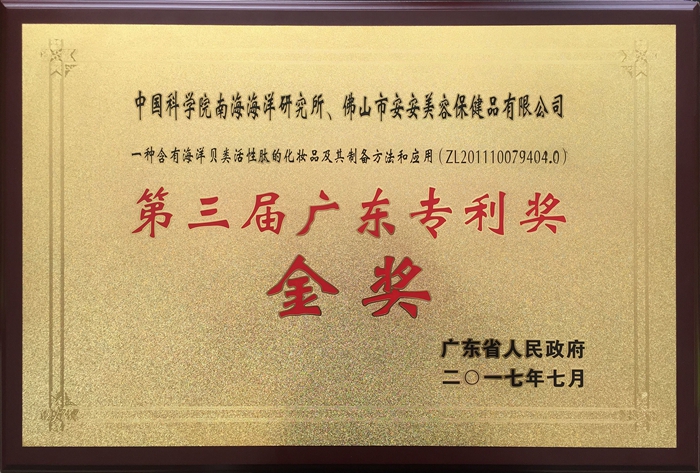 中国科学院南海海洋研究所、佛山市安安美容保健品有限公司
一种含有海洋贝类活性肽的化妆品及其制备方法和应用（ZL201110079404.0）
第三届广东专利奖
金奖
广东省人民政府
二〇一七年七月